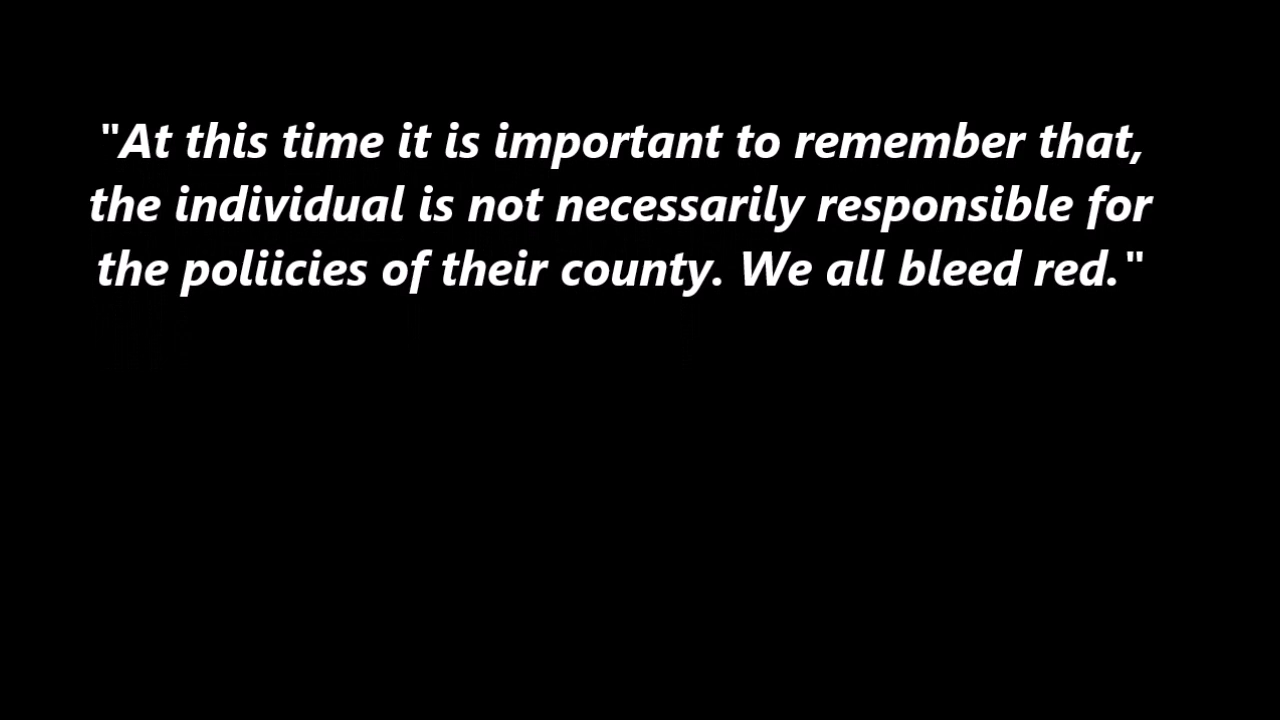 "At this time it is important to remember that,
the individual is not necessarily responsible for
the poliicies of their county. We all bleed red."